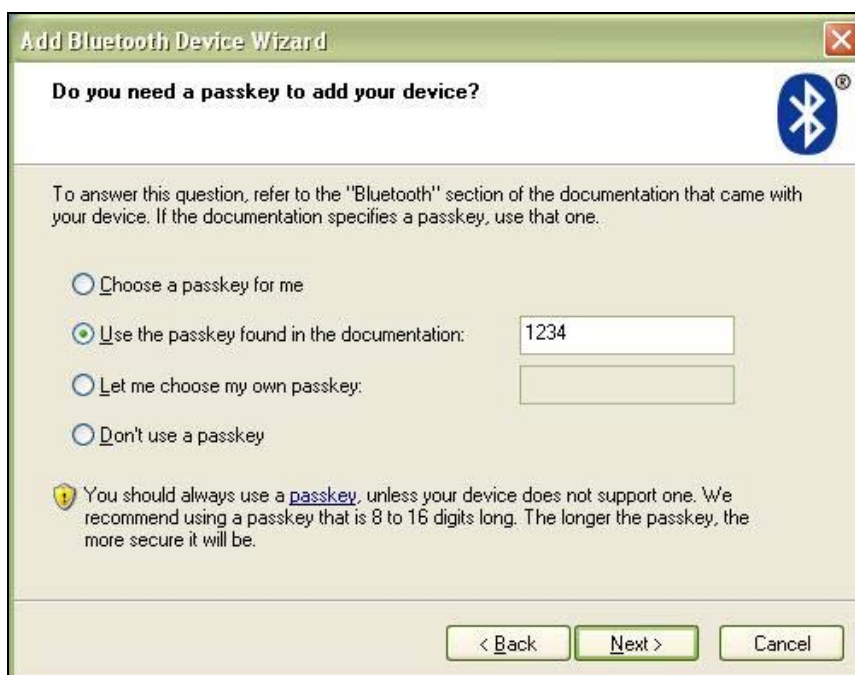 Add Bluetooth Device Wizard
Do you need a passkey to add your device?
®
To answer this question, refer to the "Bluetooth" section of the documentation that came with
your device. If the documentation specifies a passkey, use that one.
Choose a passkey for me
Use the passkey found in the documentation: 1234
Let me choose my own passkey:
Don't use a passkey
You should always use a passkey, unless your device does not support one. We
recommend using a passkey that is 8 to 16 digits long. The longer the passkey, the
more secure it will be.
< Back Next > Cancel